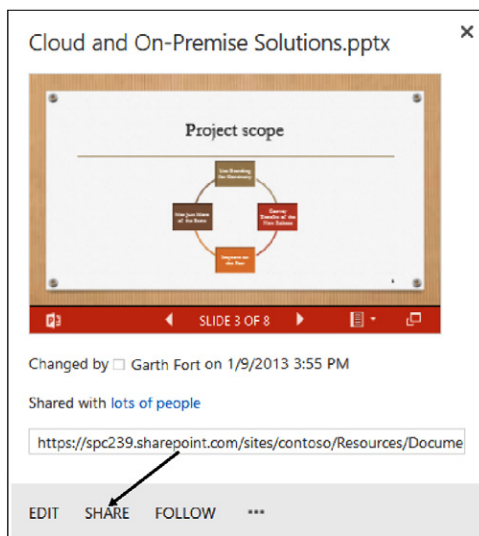 Cloud and On-Premise Solutions.pptx
Project scope
SLIDE 3 OF 8
Changed by Garth Fort on 1/9/2013 3:55 PM
Shared with lots of people
https://spc239.sharepoint.com/sites/contoso/Resources/Docume
EDIT SHARE FOLLOW ...